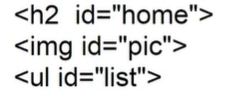 <h2  id="home">
<img id="pic">
<ul id="list">